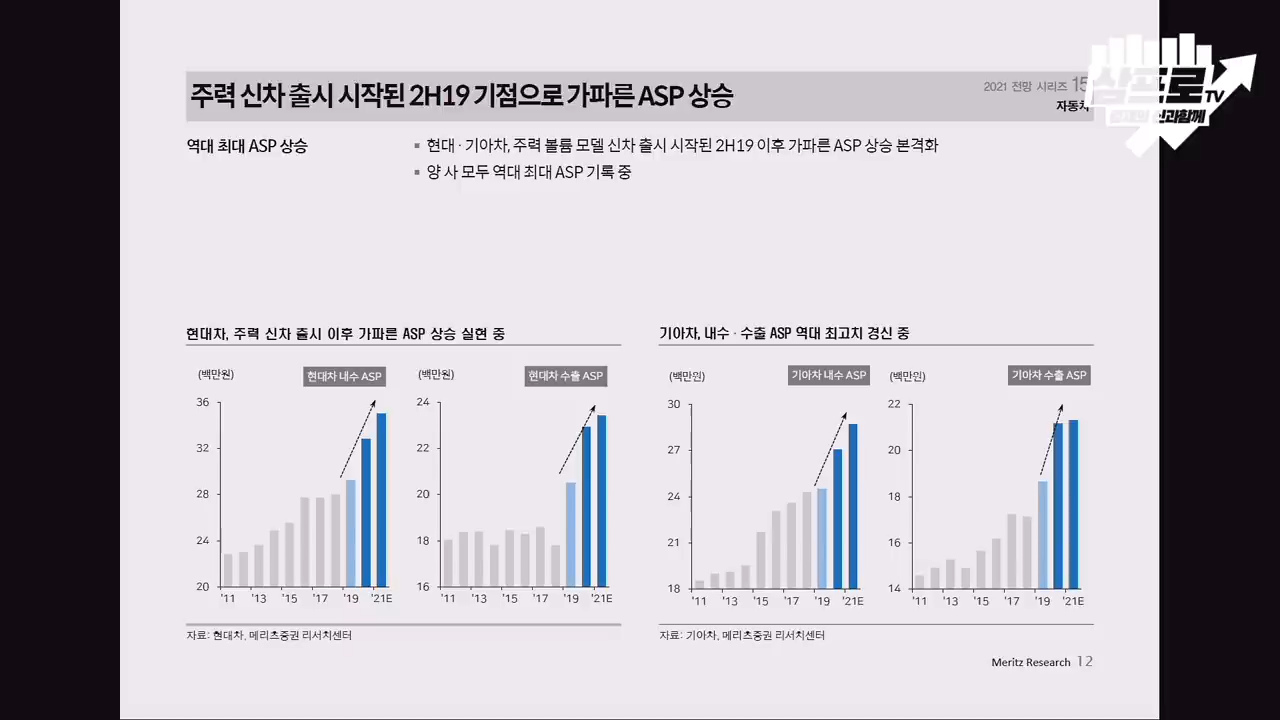 주력 신차 출시 시작된 2H19 기점으로 가파른 ASP 상승
2021 전망 시리즈 15
자동차
삼프로TV
경제의 신과함께
역대 최대 ASP 상승
▪ 현대 · 기아차, 주력 볼륨 모델 신차 출시 시작된 2H19 이후 가파른 ASP 상승 본격화
▪ 양 사 모두 역대 최대 ASP 기록 중
현대차, 주력 신차 출시 이후 가파른 ASP 상승 실현 중
(백만원)
현대차 내수 ASP
36
32
28
24
20
'11 '13 '15 '17 '19 '21E
(백만원)
현대차 수출 ASP
24
22
20
18
16
'11 '13 '15 '17 '19 '21E
자료: 현대차, 메리츠증권 리서치센터
기아차, 내수 · 수출 ASP 역대 최고치 경신 중
(백만원)
기아차 내수 ASP
30
27
24
21
18
'11 '13 '15 '17 '19 '21E
(백만원)
기아차 수출 ASP
22
20
18
16
14
'11 '13 '15 '17 '19 '21E
자료: 기아차, 메리츠증권 리서치센터
Meritz Research 12